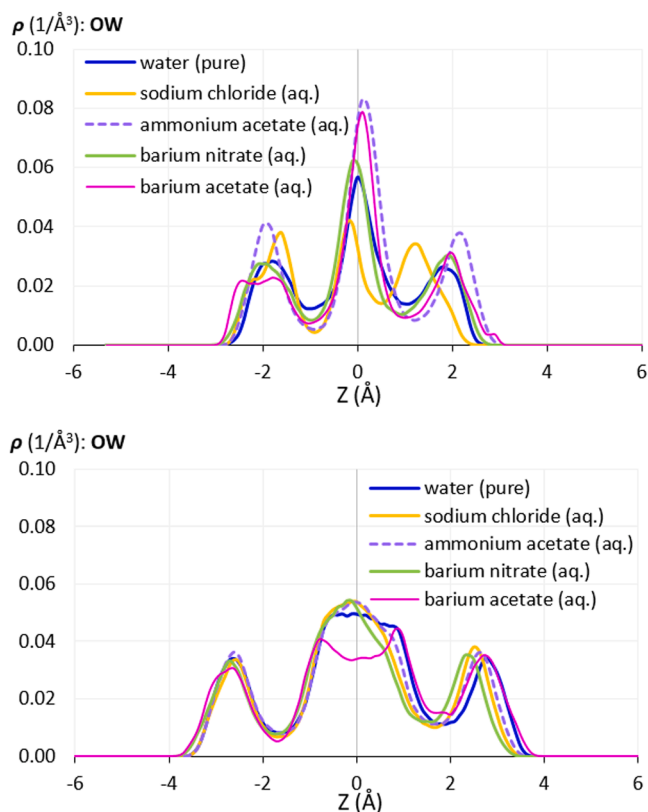 ρ (1/Å³): OW
0.10
water (pure)
sodium chloride (aq.)
0.08
ammonium acetate (aq.)
0.06
barium nitrate (aq.)
barium acetate (aq.)
0.04
0.02
0.00
-6 -4 -2 0 2 4 6
Z (Å)
ρ (1/Å³): OW
0.10
water (pure)
sodium chloride (aq.)
0.08
ammonium acetate (aq.)
barium nitrate (aq.)
0.06
barium acetate (aq.)
0.04
0.02
0.00
-6 -4 -2 0 2 4 6
Z (Å)